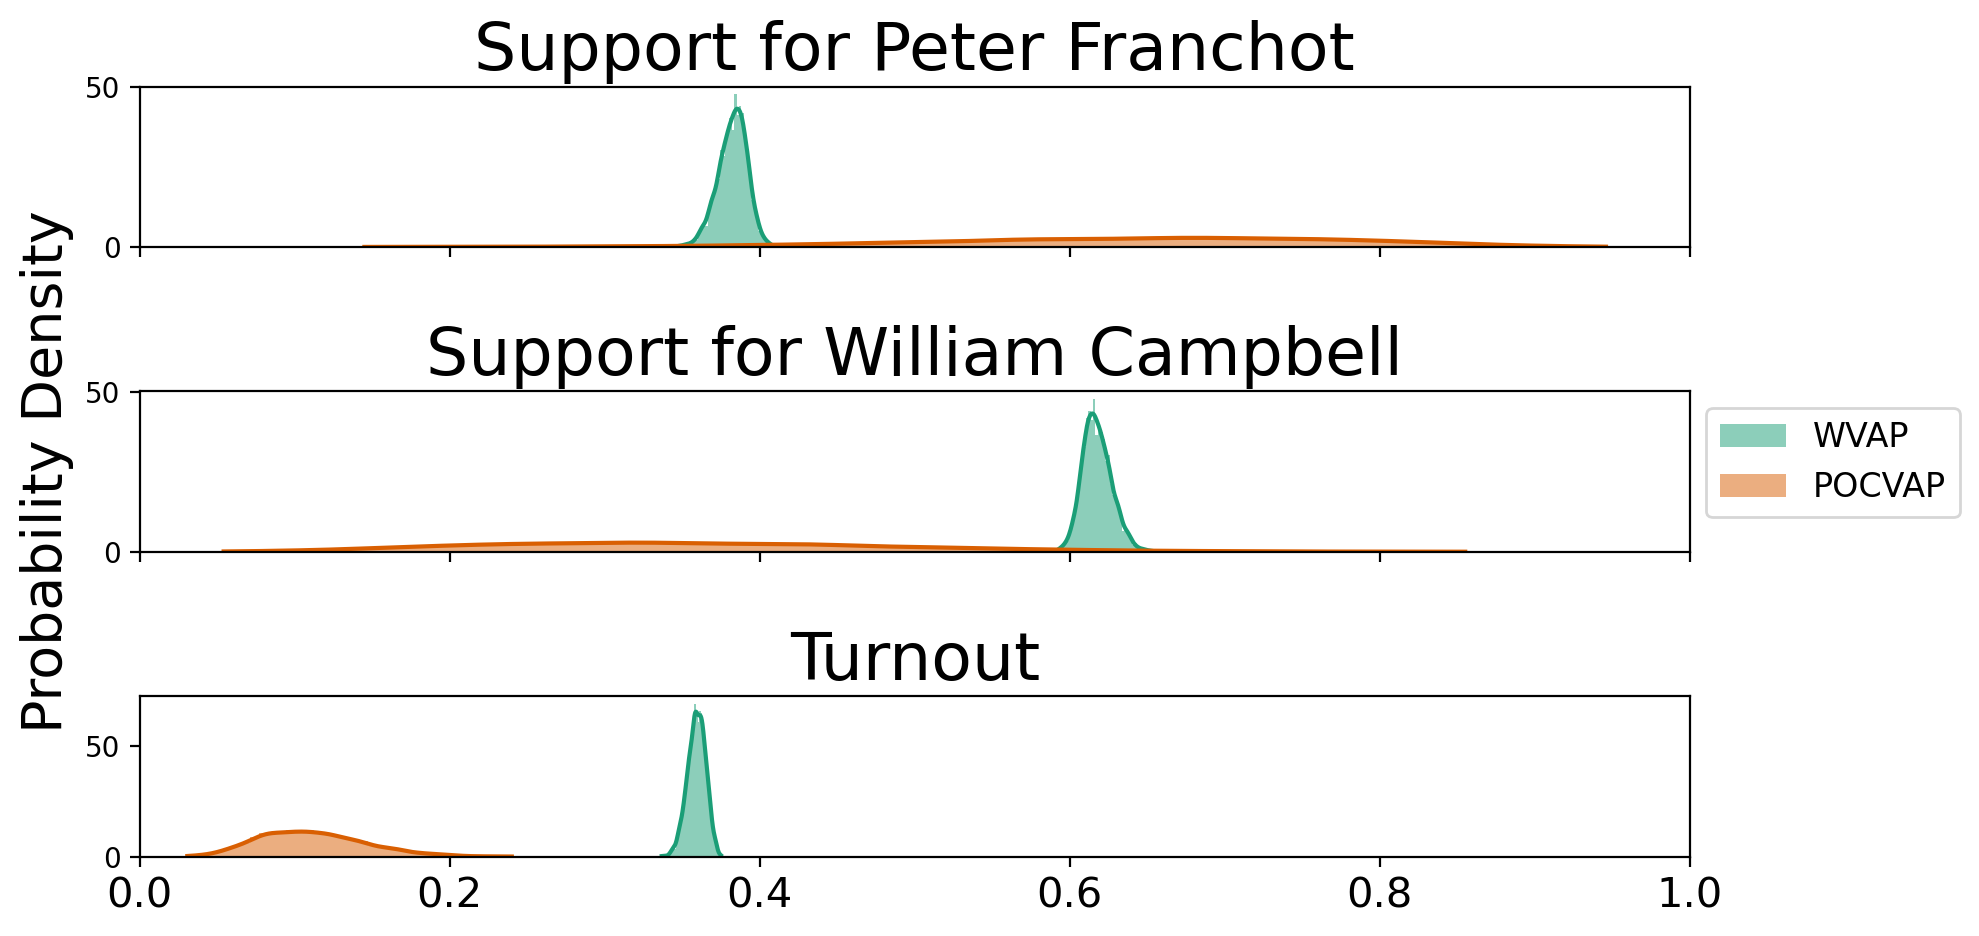 Support for Peter Franchot
50
0
Support for William Campbell
50
0
Probability Density
WVAP
POCVAP
Turnout
50
0
0.0 0.2 0.4 0.6 0.8 1.0